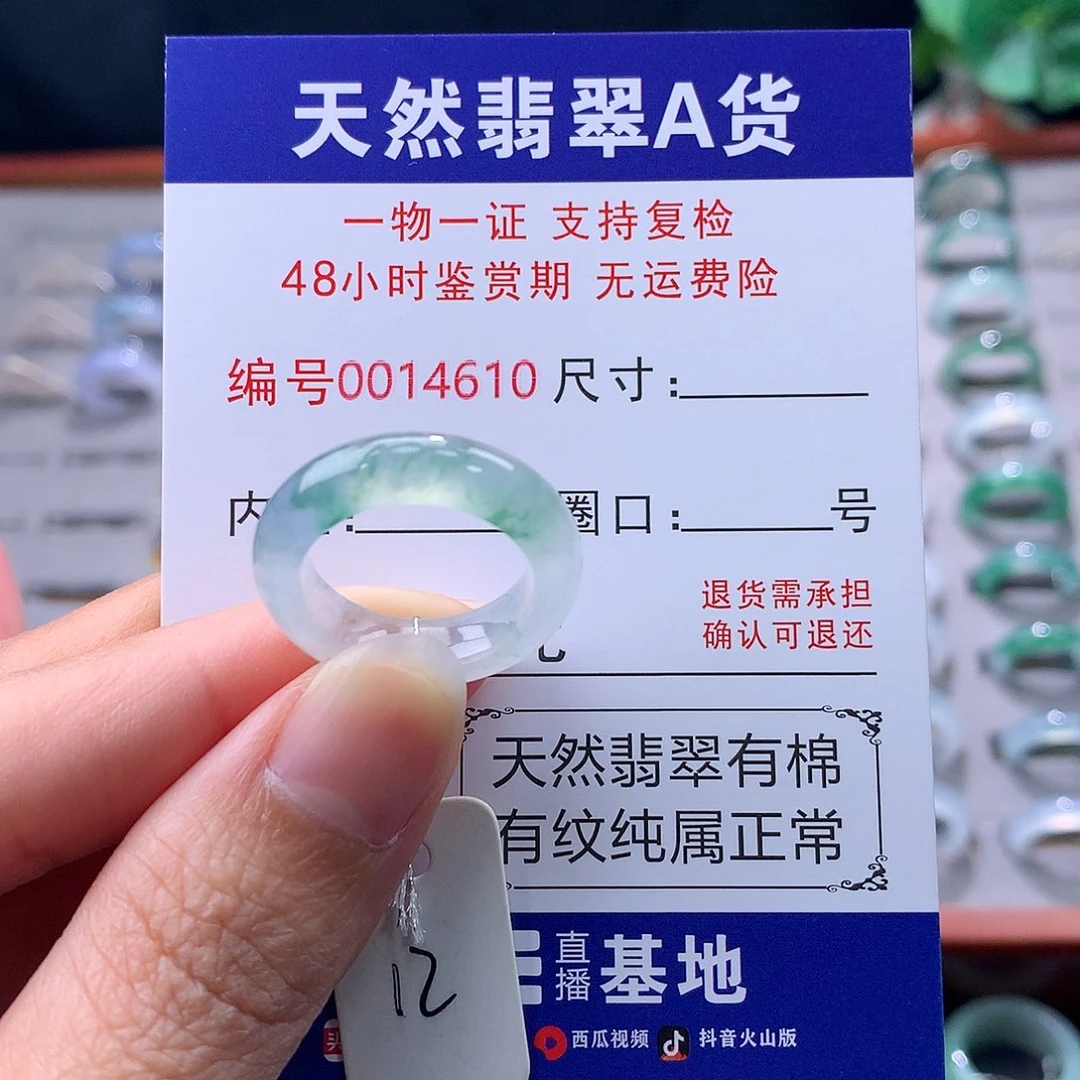 天然翡翠A货
一物一证 支持复检
48小时鉴赏期 无运费险
编号0014610 尺寸:
内 : 圈口: 号
退货需承担
确认可退还
天然翡翠有棉
有纹纯属正常
直播基地
12
西瓜视频 抖音火山版